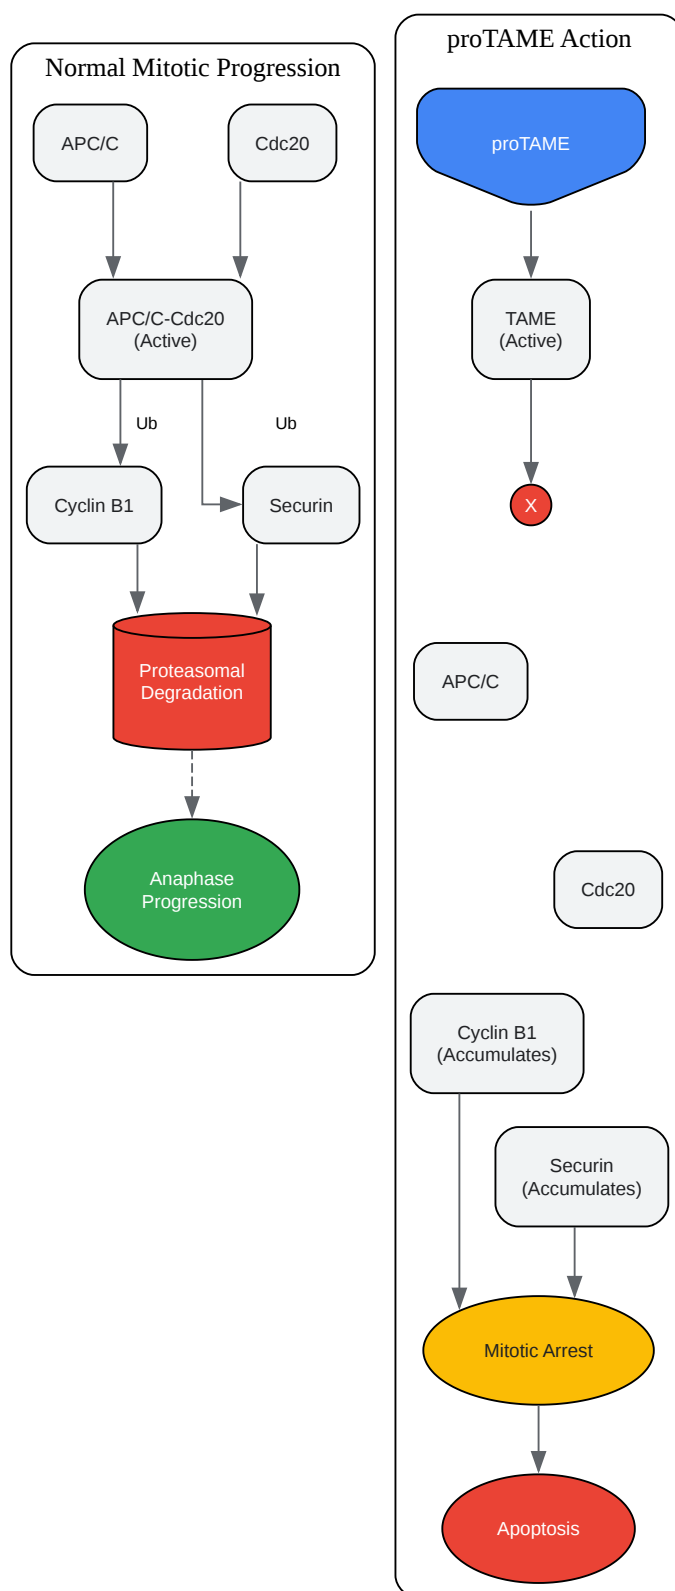 Normal Mitotic Progression
APC/C
Cdc20
APC/C-Cdc20
(Active)
Ub
Ub
Cyclin B1
Securin
Proteasomal
Degradation
Anaphase
Progression
proTAME Action
proTAME
TAME
(Active)
X
APC/C
Cdc20
Cyclin B1
(Accumulates)
Securin
(Accumulates)
Mitotic Arrest
Apoptosis